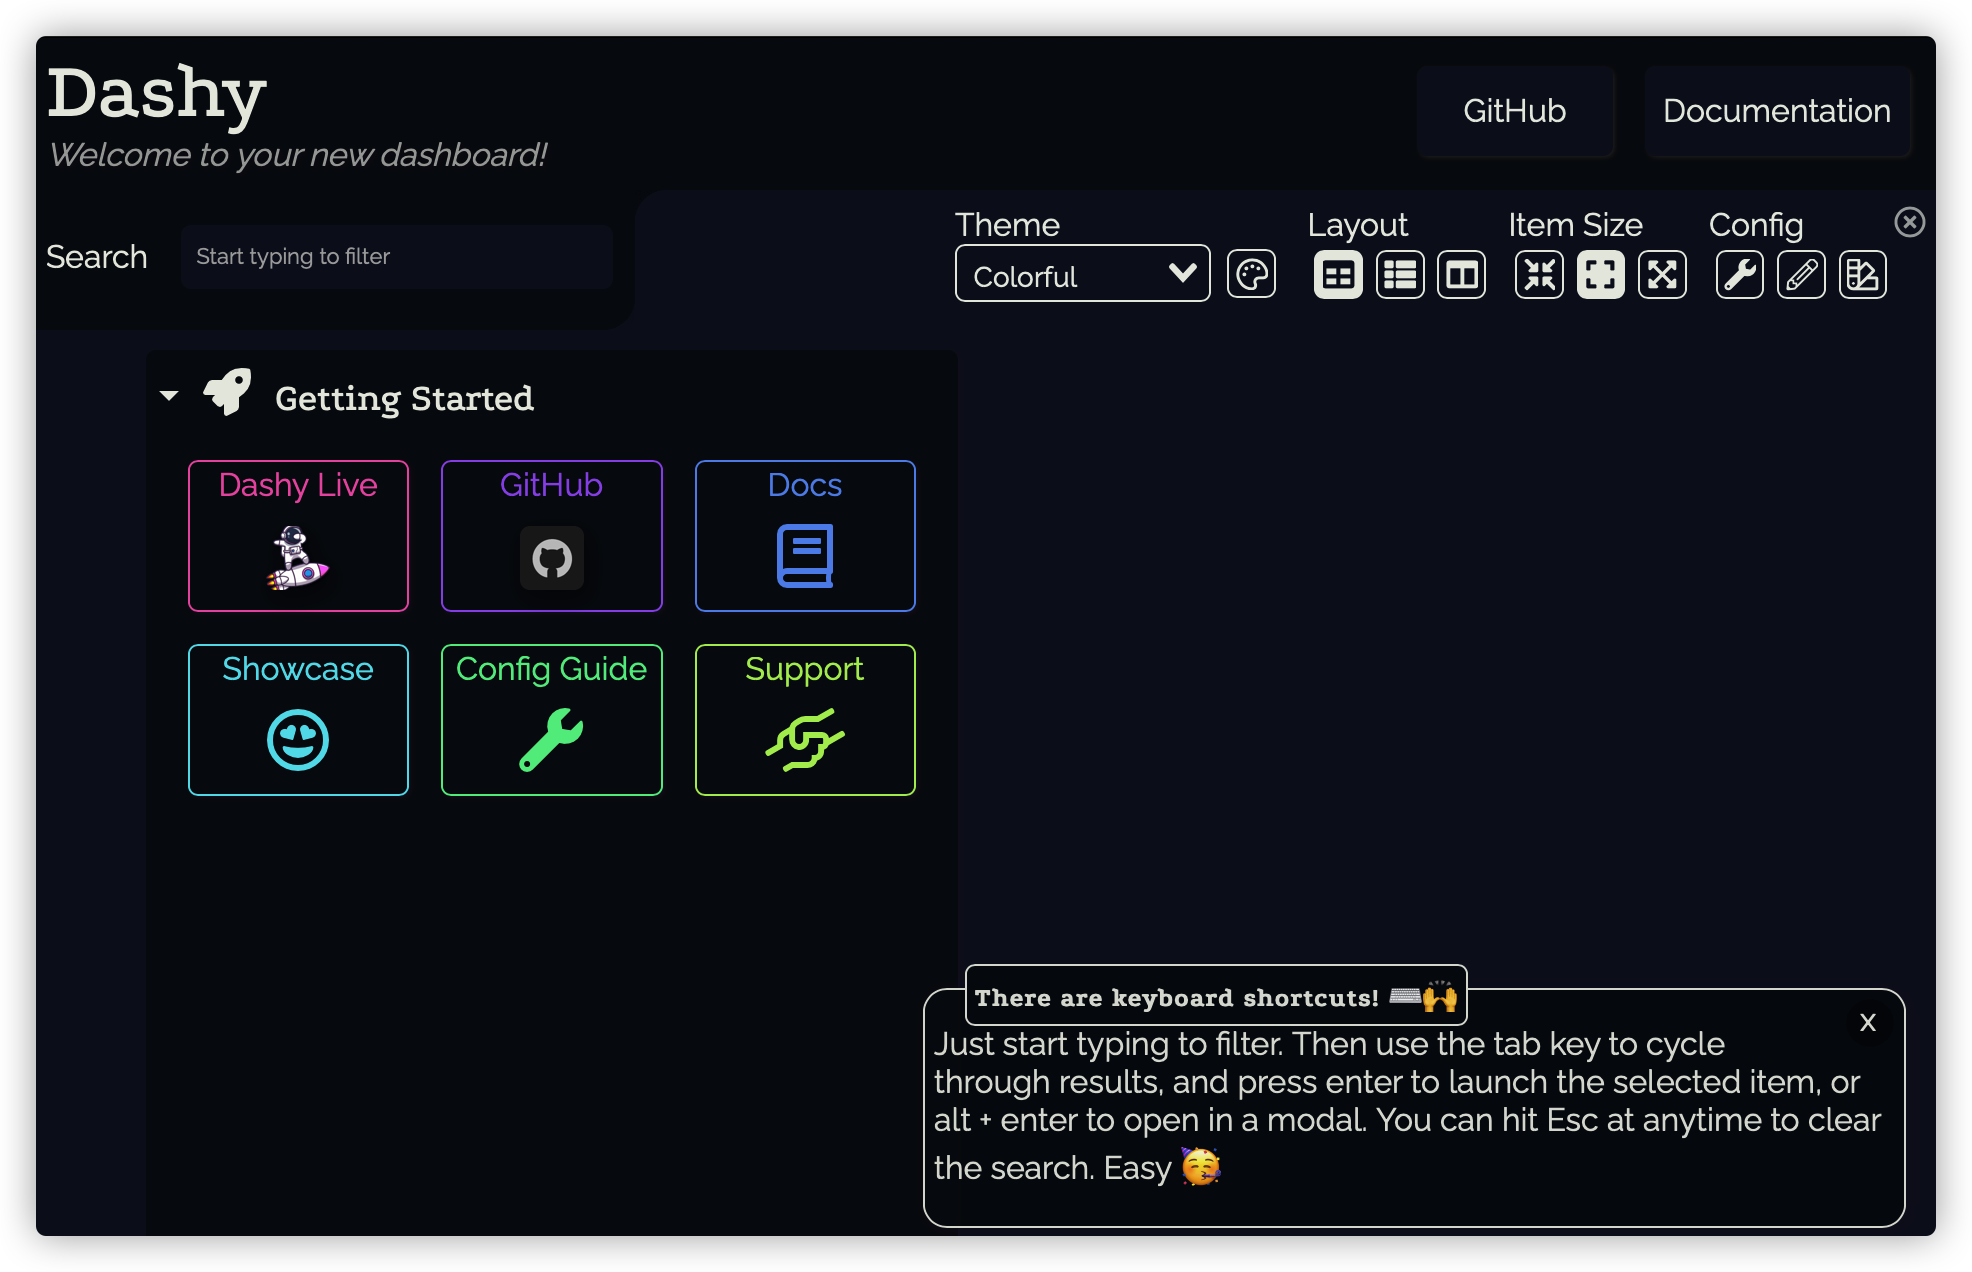 Dashy
Welcome to your new dashboard!
GitHub
Documentation
Search
Start typing to filter
Theme
Colorful
Layout
Item Size
Config
Getting Started
Dashy Live
GitHub
Docs
Showcase
Config Guide
Support
There are keyboard shortcuts! ⌨️🙌
X
Just start typing to filter. Then use the tab key to cycle
through results, and press enter to launch the selected item, or
alt + enter to open in a modal. You can hit Esc at anytime to clear
the search. Easy 🥳